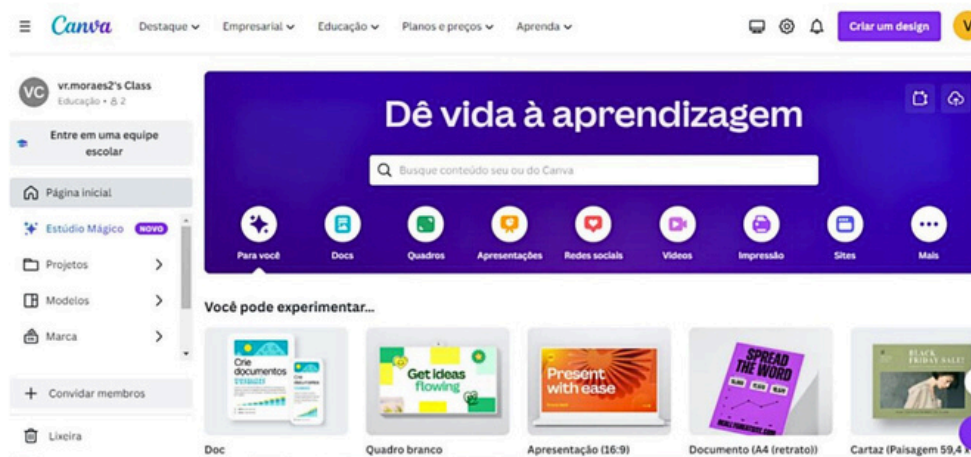 Canva
Destaque Empresarial Educação Planos e preços Aprenda
Criar um design
VC
vr.moraes2's Class
Educação • 2
Entre em uma equipe
escolar
Página inicial
Estúdio Mágico NOVO
Projetos
Modelos
Marca
Convidar membros
Lixeira
Dê vida à aprendizagem
Busque conteúdo seu ou do Canva
Para você Docs Quadros Apresentações Redes sociais Vídeos Impressão Sites Mais
Você pode experimentar...
Crie
documentos
Get ideas
flowing
Present
with ease
SPREAD
THE WORD
BLACK
FRIDAY SALE!
Doc Quadro branco Apresentação (16:9) Documento (A4 (retrato)) Cartaz (Paisagem 59,4 x